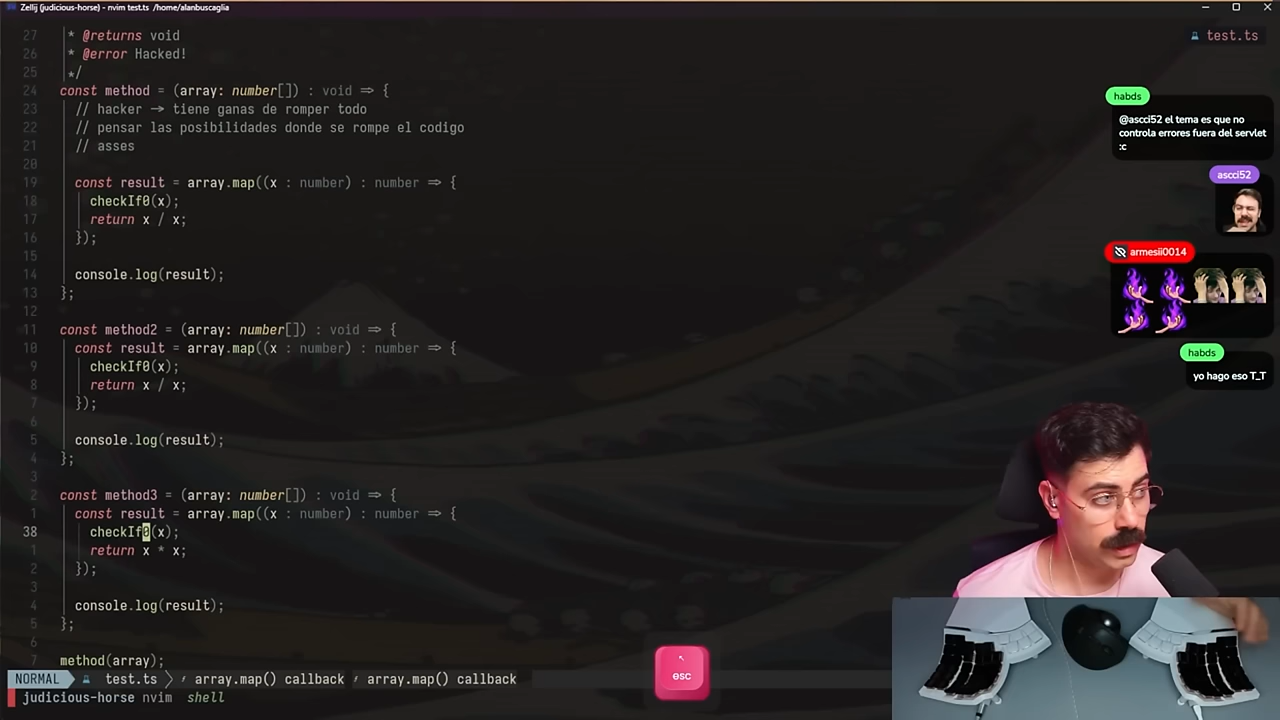 Zellij (judicious-horse) - nvim test.ts /home/alanbuscaglia
test.ts
27 * @returns void
26 * @error Hacked!
25 */
24 const method = (array: number[]) : void => {
23 // hacker -> tiene ganas de romper todo
22 // pensar las posibilidades donde se rompe el codigo
21 // asses
20
19 const result = array.map((x : number) : number => {
18 checkIf0(x);
17 return x / x;
16 });
15
14 console.log(result);
13 };
12
11 const method2 = (array: number[]) : void => {
10 const result = array.map((x : number) : number => {
9 checkIf0(x);
8 return x / x;
7 });
6
5 console.log(result);
4 };
3
2 const method3 = (array: number[]) : void => {
1 const result = array.map((x : number) : number => {
38 checkIf0(x);
1 return x * x;
2 });
3
4 console.log(result);
5 };
6
7 method(array);
NORMAL test.ts array.map() callback array.map() callback
judicious-horse nvim shell
habds
@ascci52 el tema es que no
controla errores fuera del servlet
:c
ascci52
armesii0014
habds
yo hago eso T_T
esc